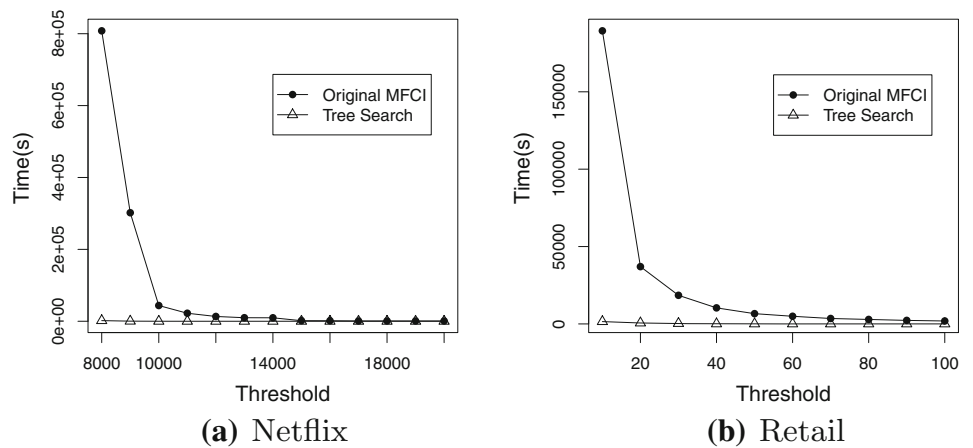 8e+05
6e+05
4e+05
2e+05
0e+00
Time(s)
Original MFCI
Tree Search
8000 10000 14000 18000
Threshold
(a) Netflix
150000
100000
50000
0
Time(s)
Original MFCI
Tree Search
20 40 60 80 100
Threshold
(b) Retail